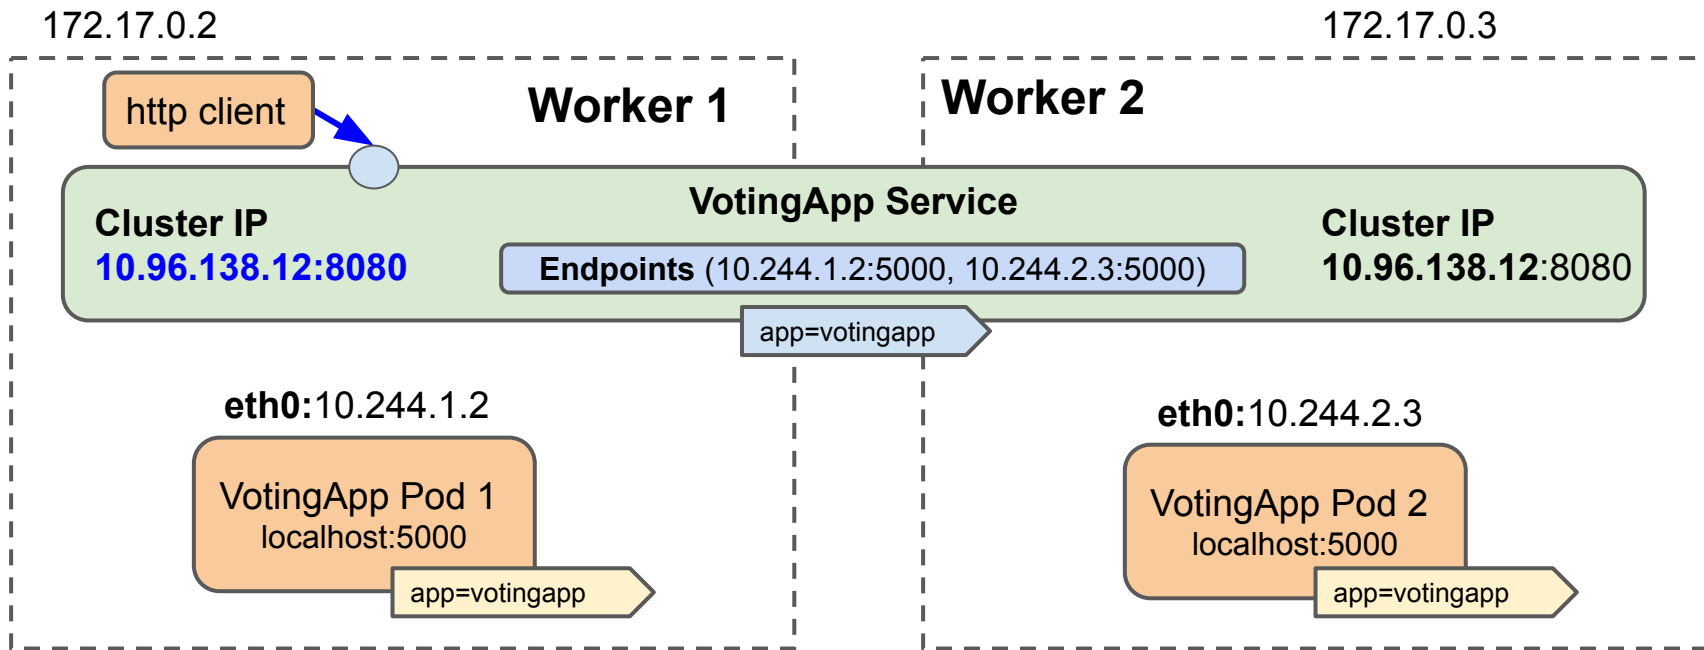 172.17.0.2
172.17.0.3
http client
Worker 1
Worker 2
VotingApp Service
Cluster IP
10.96.138.12:8080
Endpoints (10.244.1.2:5000, 10.244.2.3:5000)
Cluster IP
10.96.138.12:8080
app=votingapp
eth0:10.244.1.2
VotingApp Pod 1
localhost:5000
app=votingapp
eth0:10.244.2.3
VotingApp Pod 2
localhost:5000
app=votingapp